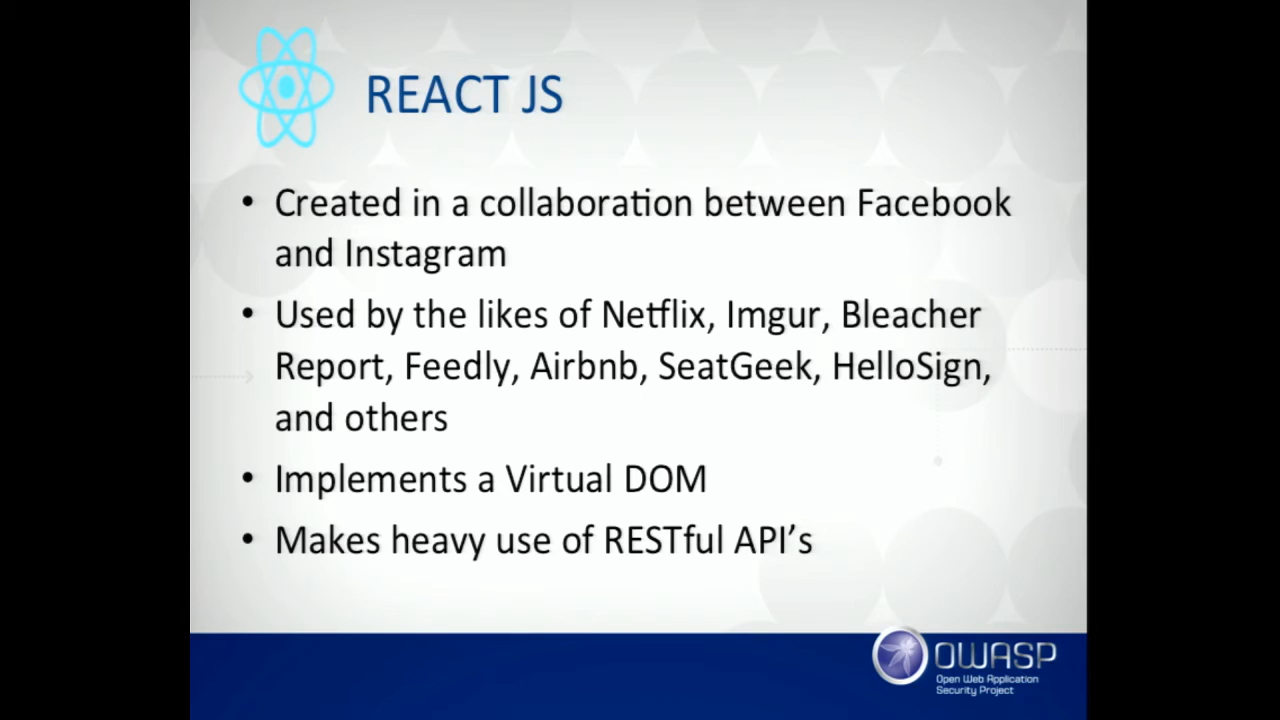 REACT JS
• Created in a collaboration between Facebook
and Instagram
• Used by the likes of Netflix, Imgur, Bleacher
Report, Feedly, Airbnb, SeatGeek, HelloSign,
and others
• Implements a Virtual DOM
• Makes heavy use of RESTful API’s
OWASP
Open Web Application
Security Project